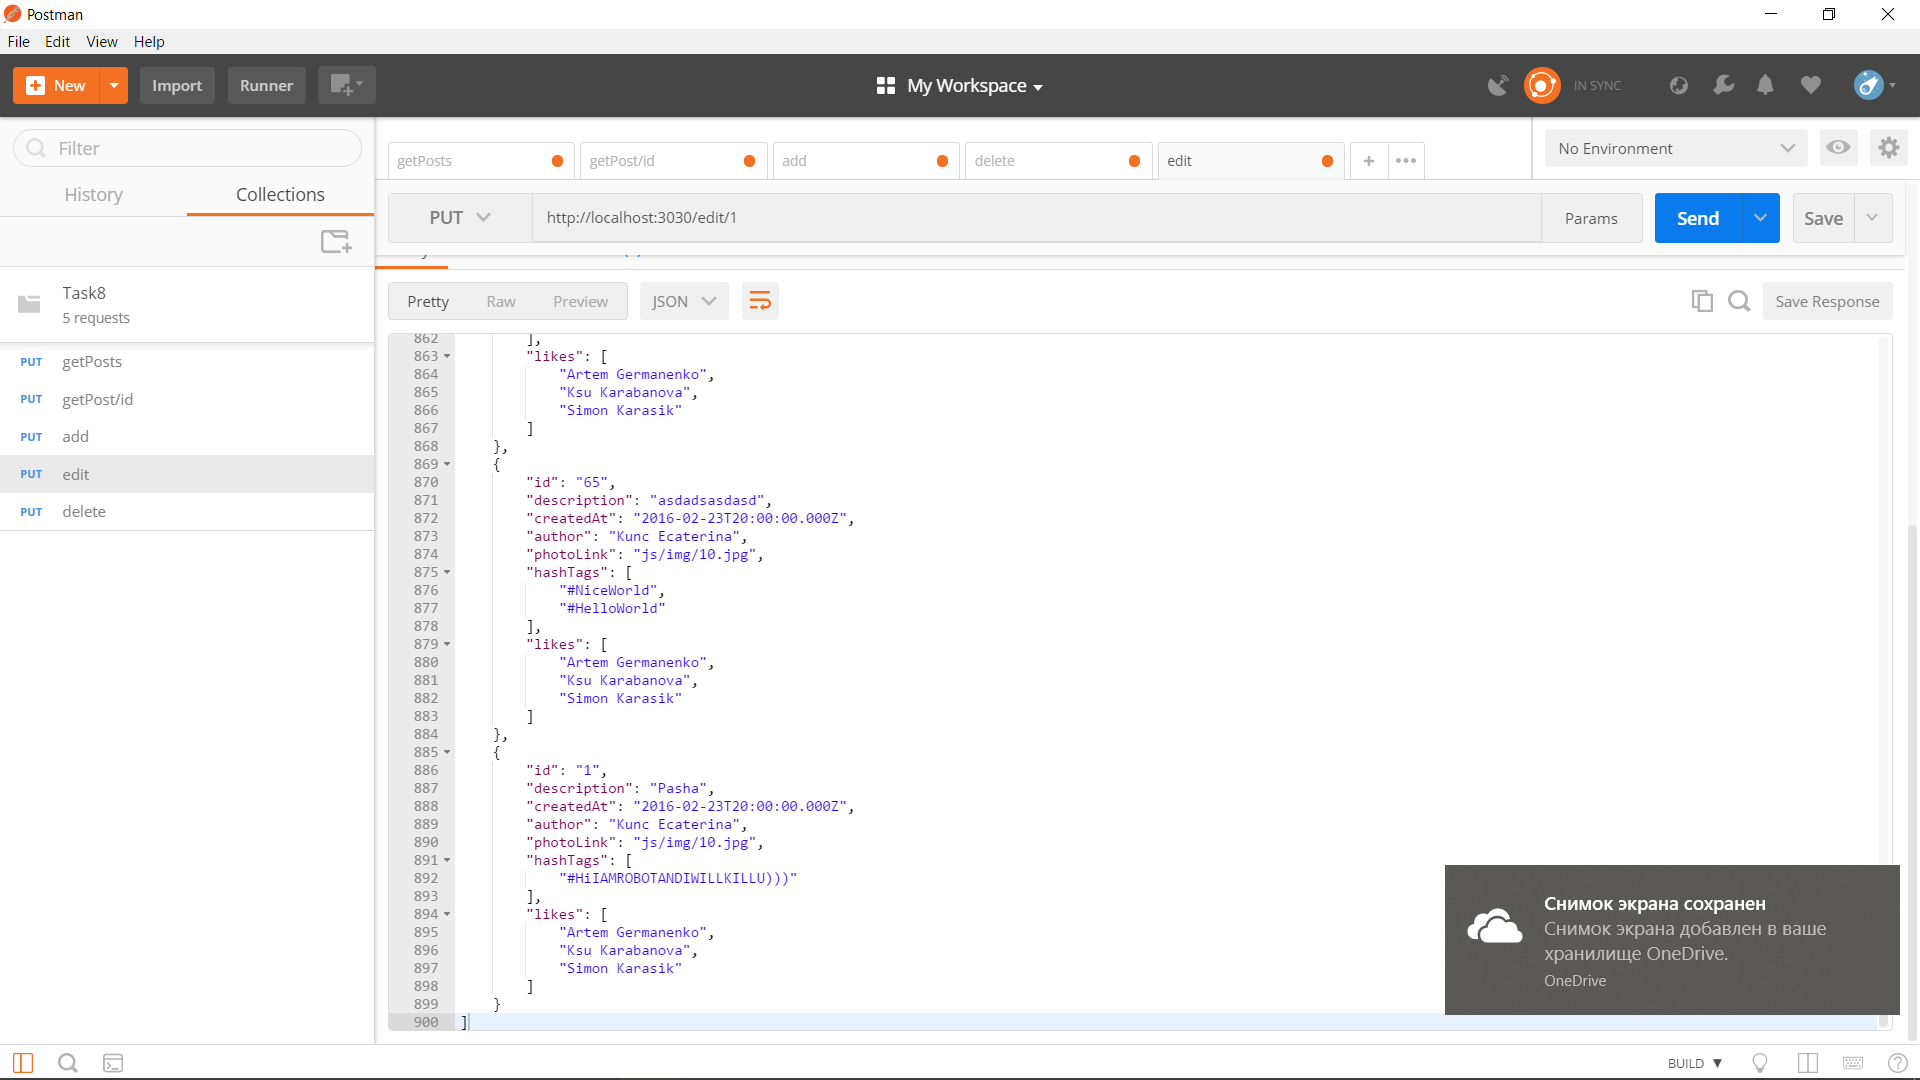 Postman
File Edit View Help
New Import Runner My Workspace IN SYNC
Filter
History Collections
Task8
5 requests
PUT getPosts
PUT getPost/id
PUT add
PUT edit
PUT delete
getPosts getPost/id add delete edit + •••
No Environment
PUT http://localhost:3030/edit/1 Params Send Save
Pretty Raw Preview JSON Save Response
862 ],
863 "likes": [
864 "Artem Germanenko",
865 "Ksu Karabanova",
866 "Simon Karasik"
867 ]
868 },
869 {
870 "id": "65",
871 "description": "asdadsasdasd",
872 "createdAt": "2016-02-23T20:00:00.000Z",
873 "author": "Kunc Ecaterina",
874 "photoLink": "js/img/10.jpg",
875 "hashTags": [
876 "#NiceWorld",
877 "#HelloWorld"
878 ],
879 "likes": [
880 "Artem Germanenko",
881 "Ksu Karabanova",
882 "Simon Karasik"
883 ]
884 },
885 {
886 "id": "1",
887 "description": "Pasha",
888 "createdAt": "2016-02-23T20:00:00.000Z",
889 "author": "Kunc Ecaterina",
890 "photoLink": "js/img/10.jpg",
891 "hashTags": [
892 "#HiIAMROBOTANDIWILLKILLU)))"
893 ],
894 "likes": [
895 "Artem Germanenko",
896 "Ksu Karabanova",
897 "Simon Karasik"
898 ]
899 }
900 ]
Снимок экрана сохранен
Снимок экрана добавлен в ваше
хранилище OneDrive.
OneDrive
BUILD